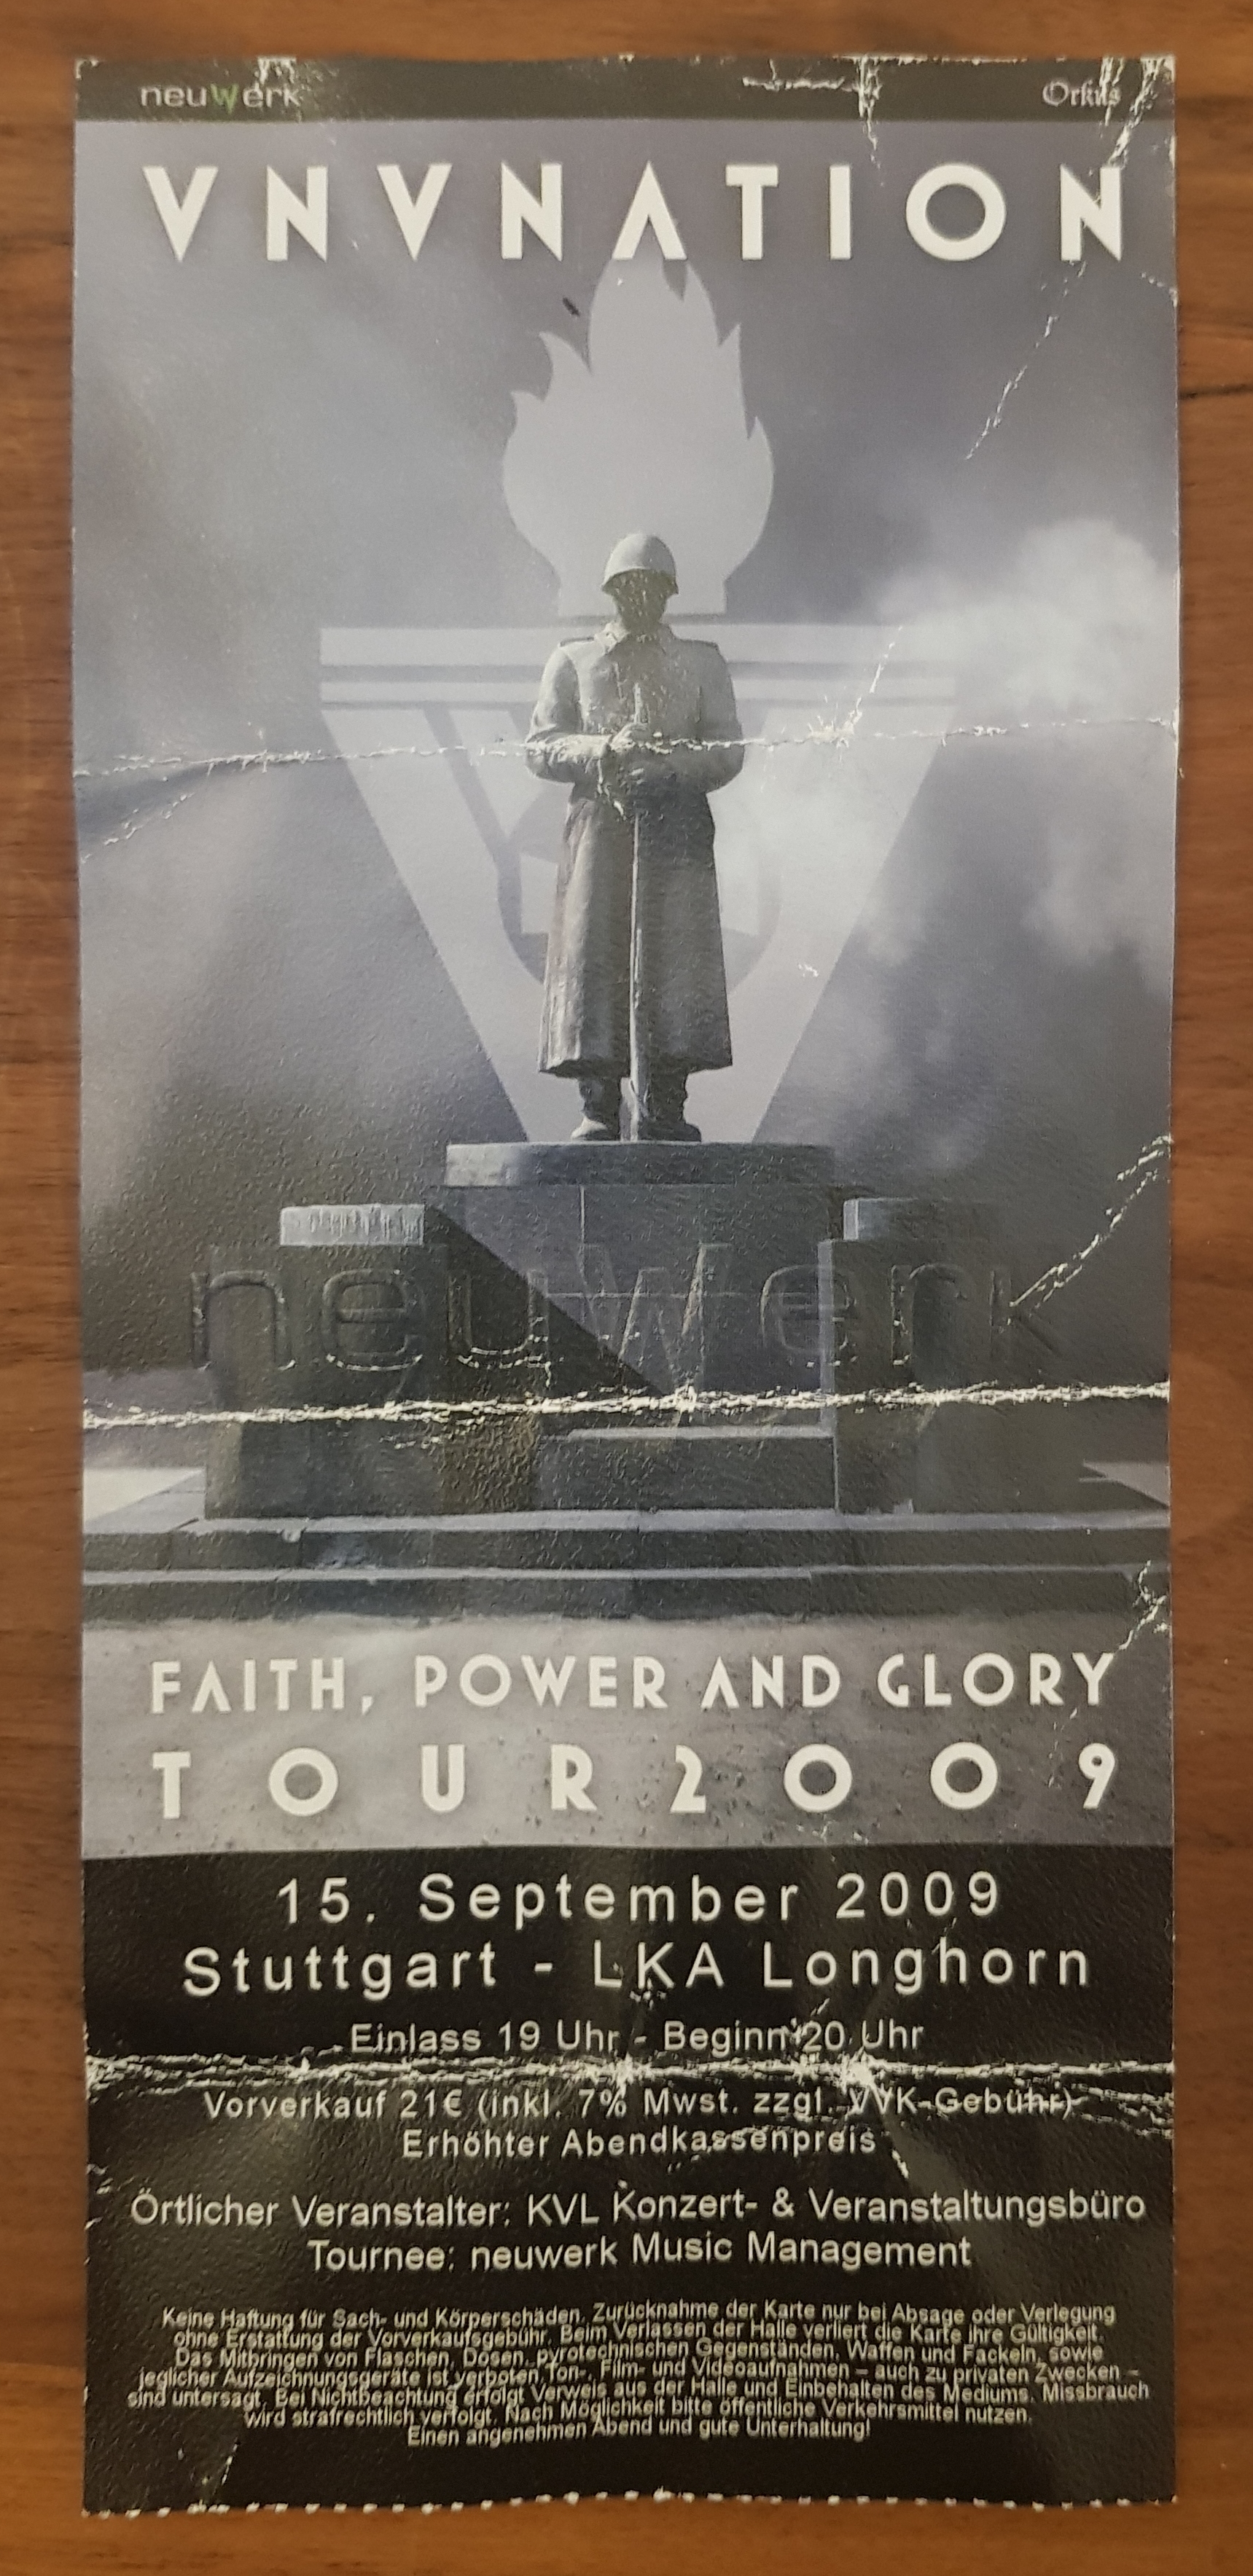 neuwerk
Orkus
VNVNATION
neuwerk
FAITH, POWER AND GLORY
TOUR2009
15. September 2009
Stuttgart - LKA Longhorn
Einlass 19 Uhr - Beginn 20 Uhr
Vorverkauf 21€ (inkl. 7% Mwst. zzgl. VVK-Gebühr)
Erhöhter Abendkassenpreis
Örtlicher Veranstalter: KVL Konzert- & Veranstaltungsbüro
Tournee: neuwerk Music Management
Keine Haftung für Sach- und Körperschäden. Zurücknahme der Karte nur bei Absage oder Verlegung
ohne Erstattung der Vorverkaufsgebühr. Beim Verlassen der Halle verliert die Karte ihre Gültigkeit.
Das Mitbringen von Flaschen, Dosen, pyrotechnischen Gegenständen, Waffen und Fackeln, sowie
jeglicher Aufzeichnungsgeräte ist verboten. Ton-, Film- und Videoaufnahmen – auch zu privaten Zwecken –
sind untersagt. Bei Nichtbeachtung erfolgt Verweis aus der Halle und Einbehalten des Mediums. Missbrauch
wird strafrechtlich verfolgt. Nach Möglichkeit bitte öffentliche Verkehrsmittel nutzen.
Einen angenehmen Abend und gute Unterhaltung!